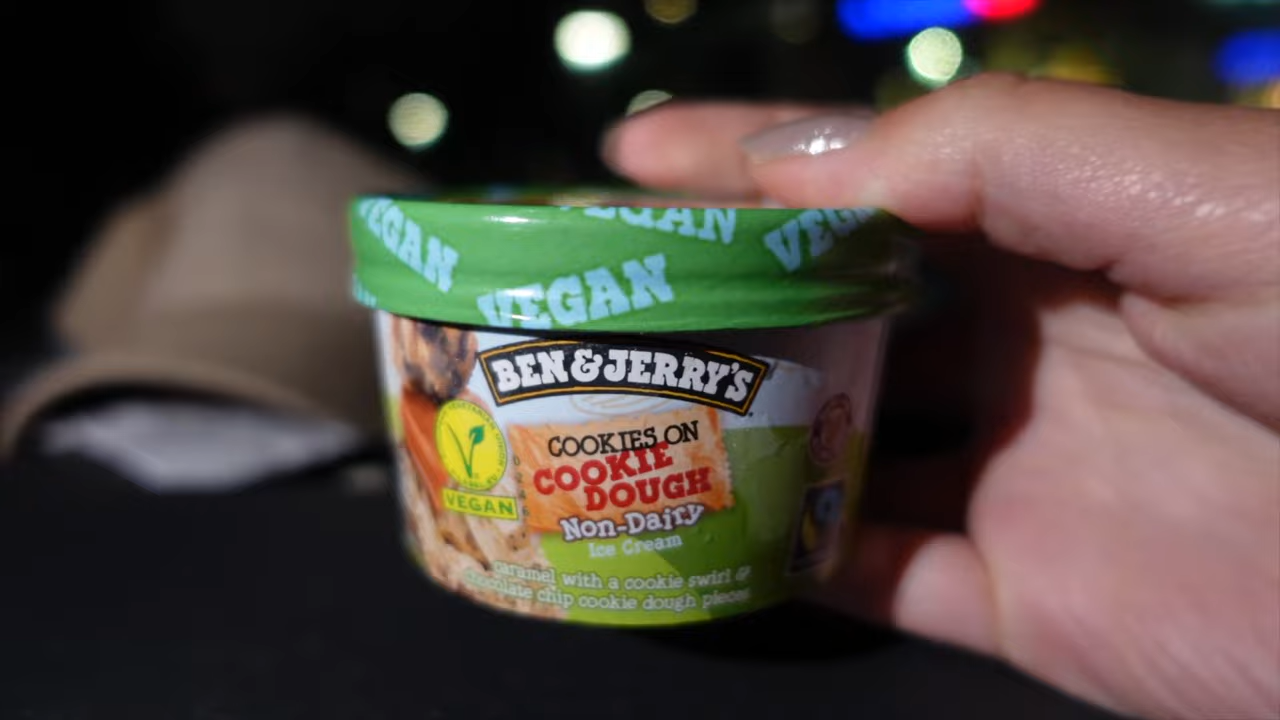 VEGAN
VEGAN
VEGAN
VEGAN
BEN & JERRY'S
COOKIES ON
COOKIE
DOUGH
Non-Dairy
Ice Cream
VEGAN
caramel with a cookie swirl &
chocolate chip cookie dough pieces